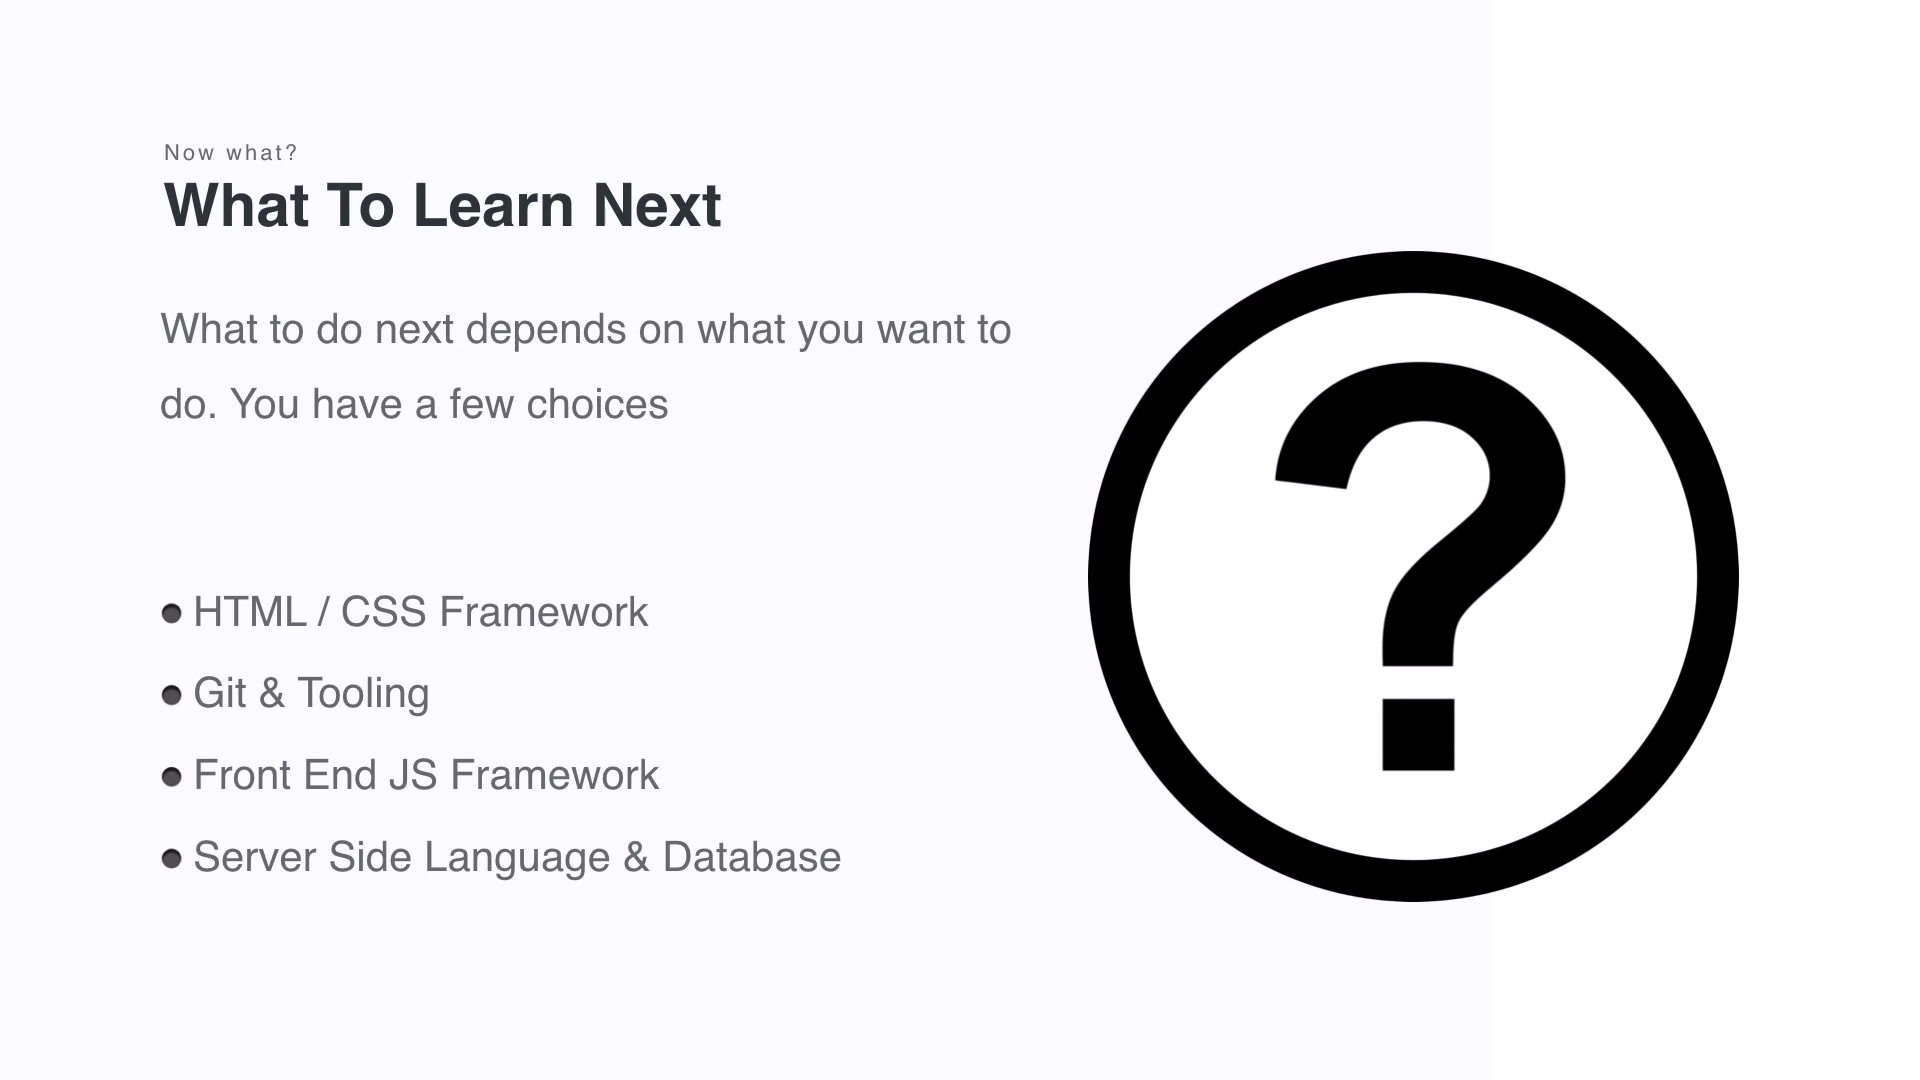 Now what?
What To Learn Next
What to do next depends on what you want to
do. You have a few choices
HTML / CSS Framework
Git & Tooling
Front End JS Framework
Server Side Language & Database
?